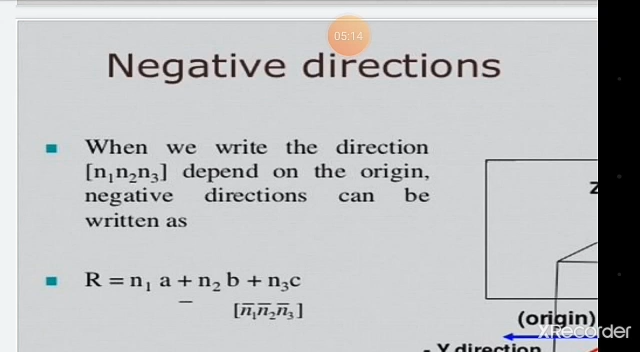 05:14
Negative directions
When we write the direction
[n₁n₂n₃] depend on the origin,
negative directions can be
written as
Z
R = n₁ a + n₂ b + n₃c
[n̅₁n̅₂n̅₃]
(origin)
XRecorder
- Y direction